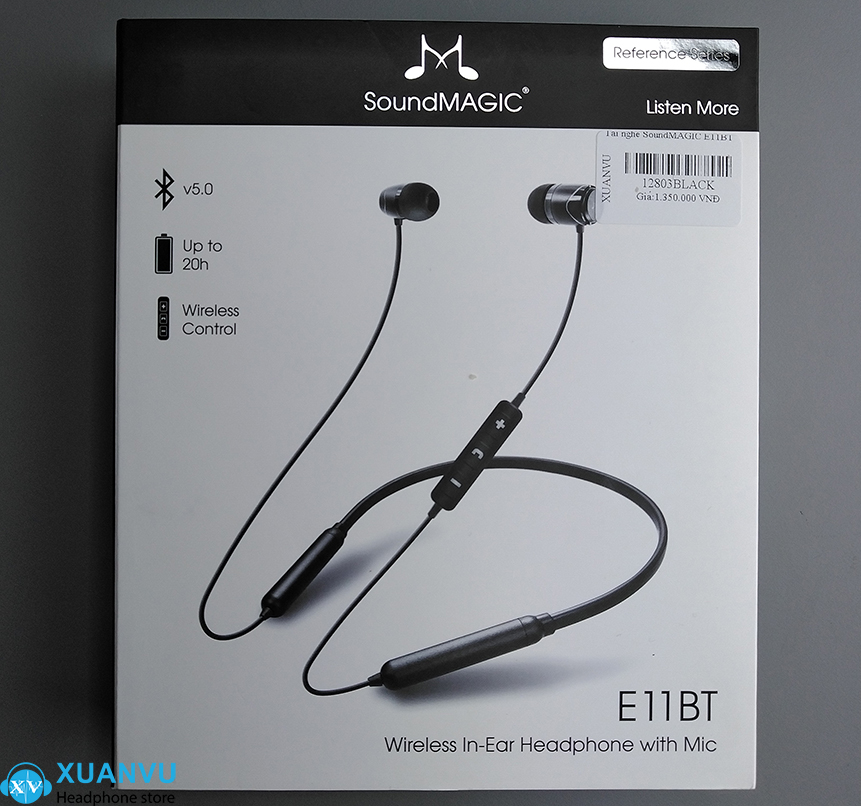 SoundMAGIC®
Reference Series
Listen More
Tai nghe SoundMAGIC E11BT
XUANVU
12803BLACK
Giá:1.350.000 VNĐ
v5.0
Up to
20h
Wireless
Control
E11BT
Wireless In-Ear Headphone with Mic
XV
XUANVU
Headphone store